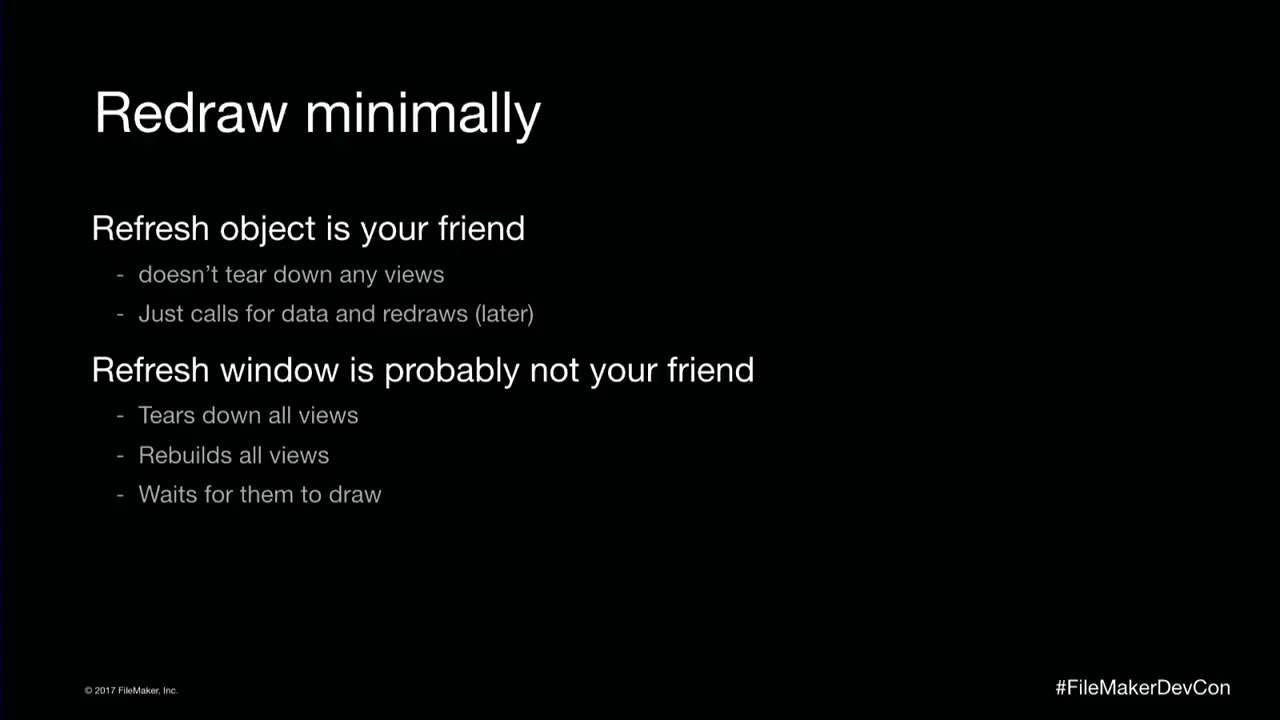 Redraw minimally
Refresh object is your friend
- doesn’t tear down any views
- Just calls for data and redraws (later)
Refresh window is probably not your friend
- Tears down all views
- Rebuilds all views
- Waits for them to draw
© 2017 FileMaker, Inc.
#FileMakerDevCon